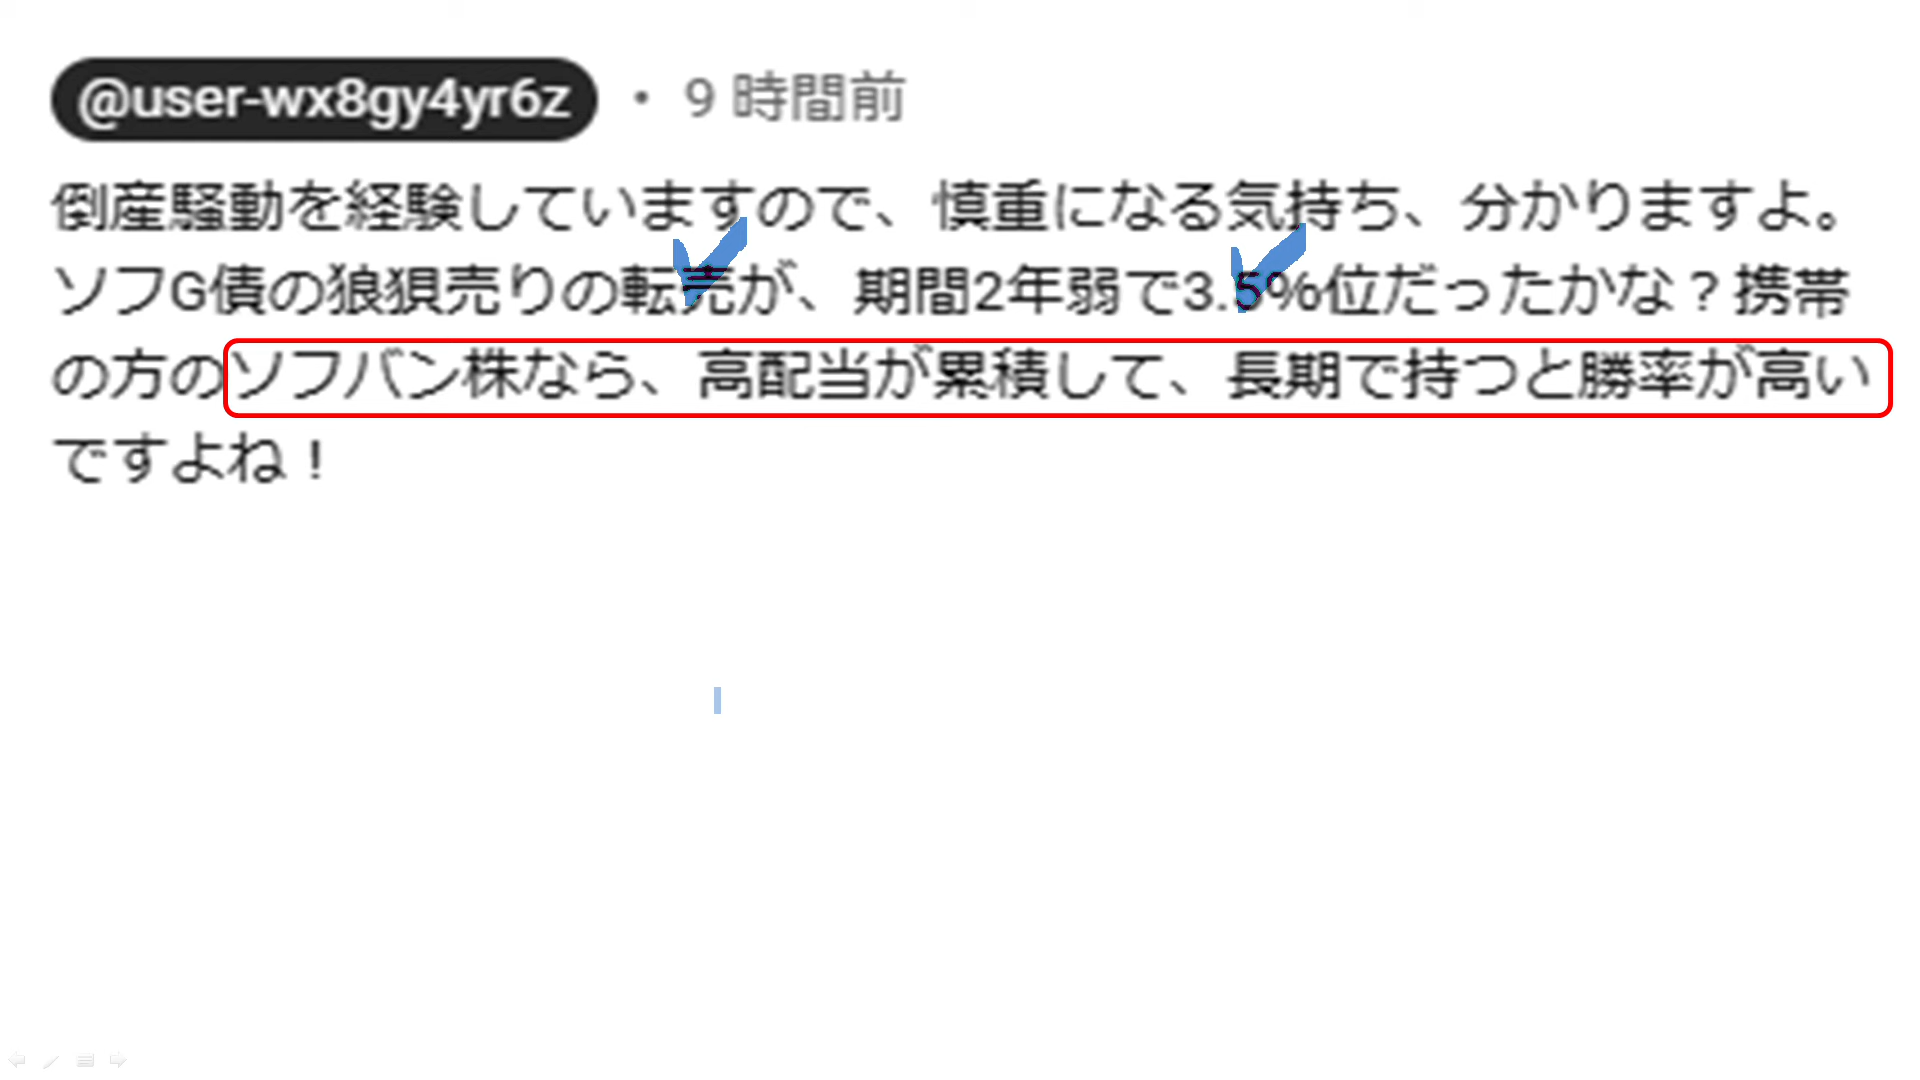 @user-wx8gy4yr6z ・ 9 時間前
倒産騒動を経験していますので、慎重になる気持ち、分かりますよ。
ソフG債の狼狽売りの転売が、期間2年弱で3.5%位だったかな？携帯
の方のソフバン株なら、高配当が累積して、長期で持つと勝率が高い
ですよね！